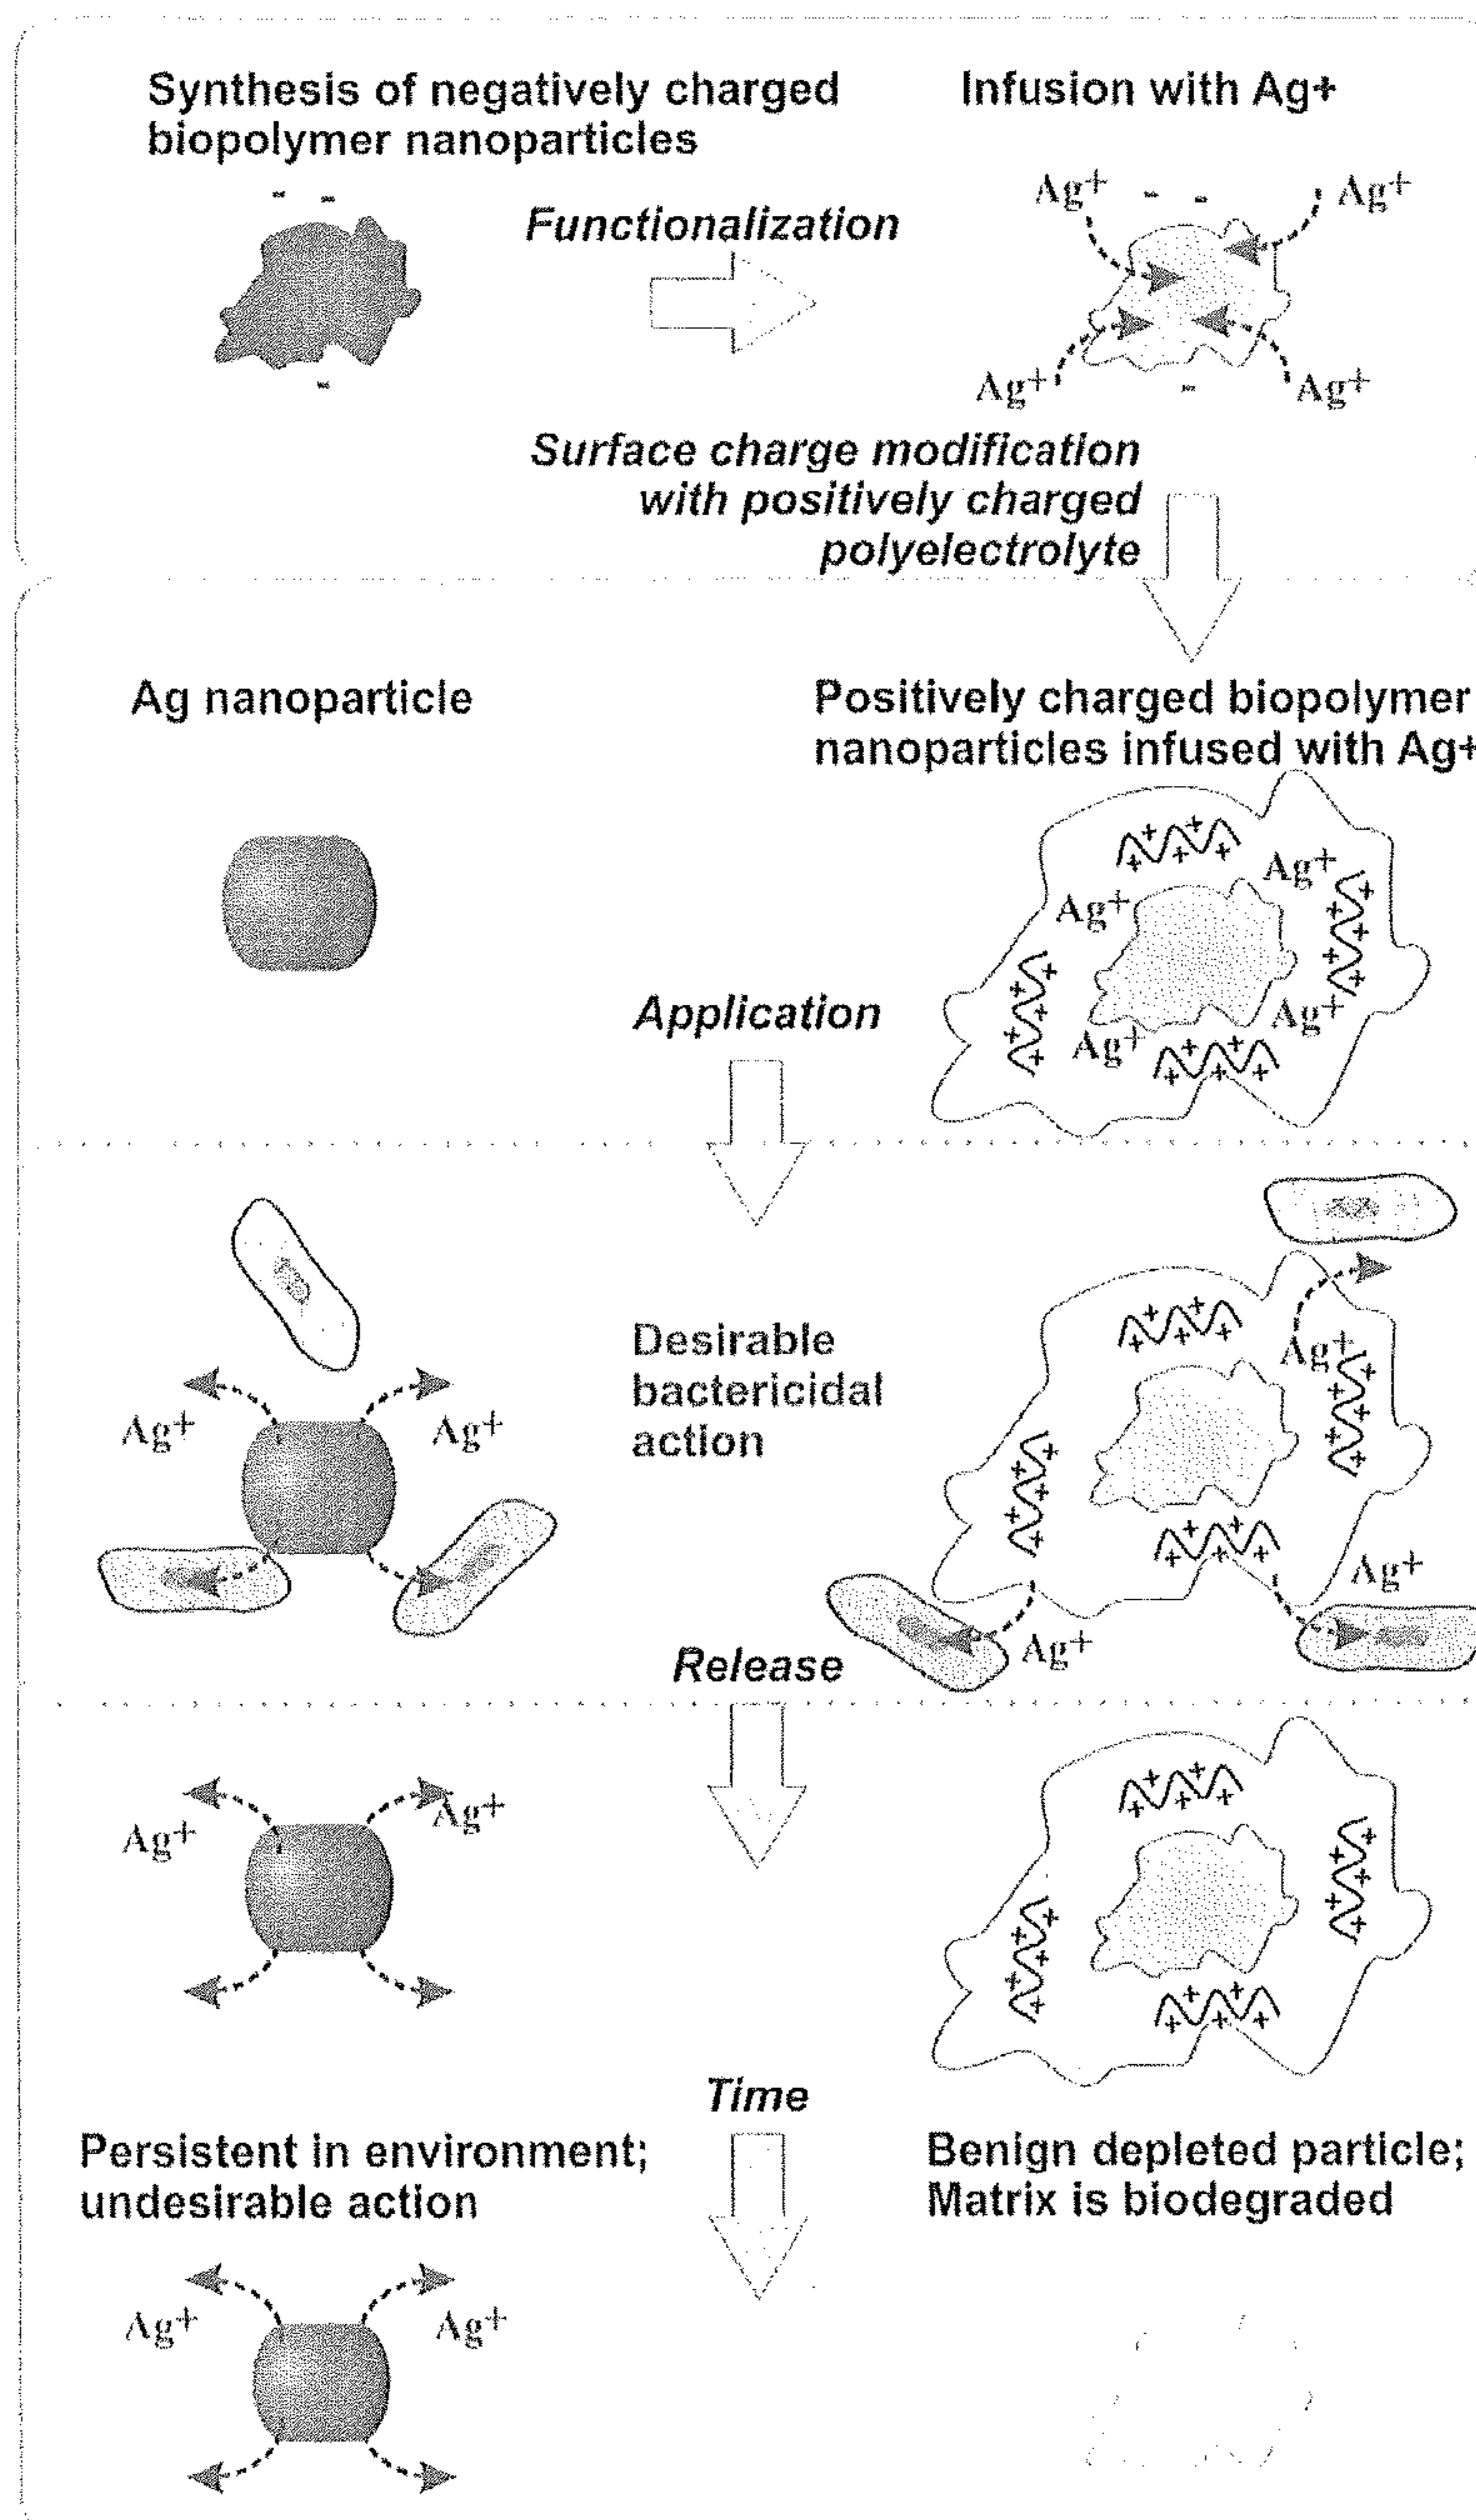 Synthesis of negatively charged
biopolymer nanoparticles
Infusion with Ag+
- -
-
Functionalization
Ag+ - - Ag+
Ag+ - Ag+
Surface charge modification
with positively charged
polyelectrolyte
Ag nanoparticle
Positively charged biopolymer
nanoparticles infused with Ag+
+ + + + +
Ag+
Ag+
+ + + + +
+ + + + +
Ag+
Ag+
+ + + + +
Application
Desirable
bactericidal
action
Ag+ Ag+
+ + + + +
Ag+
+ + + + +
+ + + + +
+ + + + +
Ag+
Ag+
Release
Ag+
Ag+
+ + + + +
+ + + + +
+ + + + +
+ + + + +
Time
Persistent in environment;
undesirable action
Benign depleted particle;
Matrix is biodegraded
Ag+ Ag+